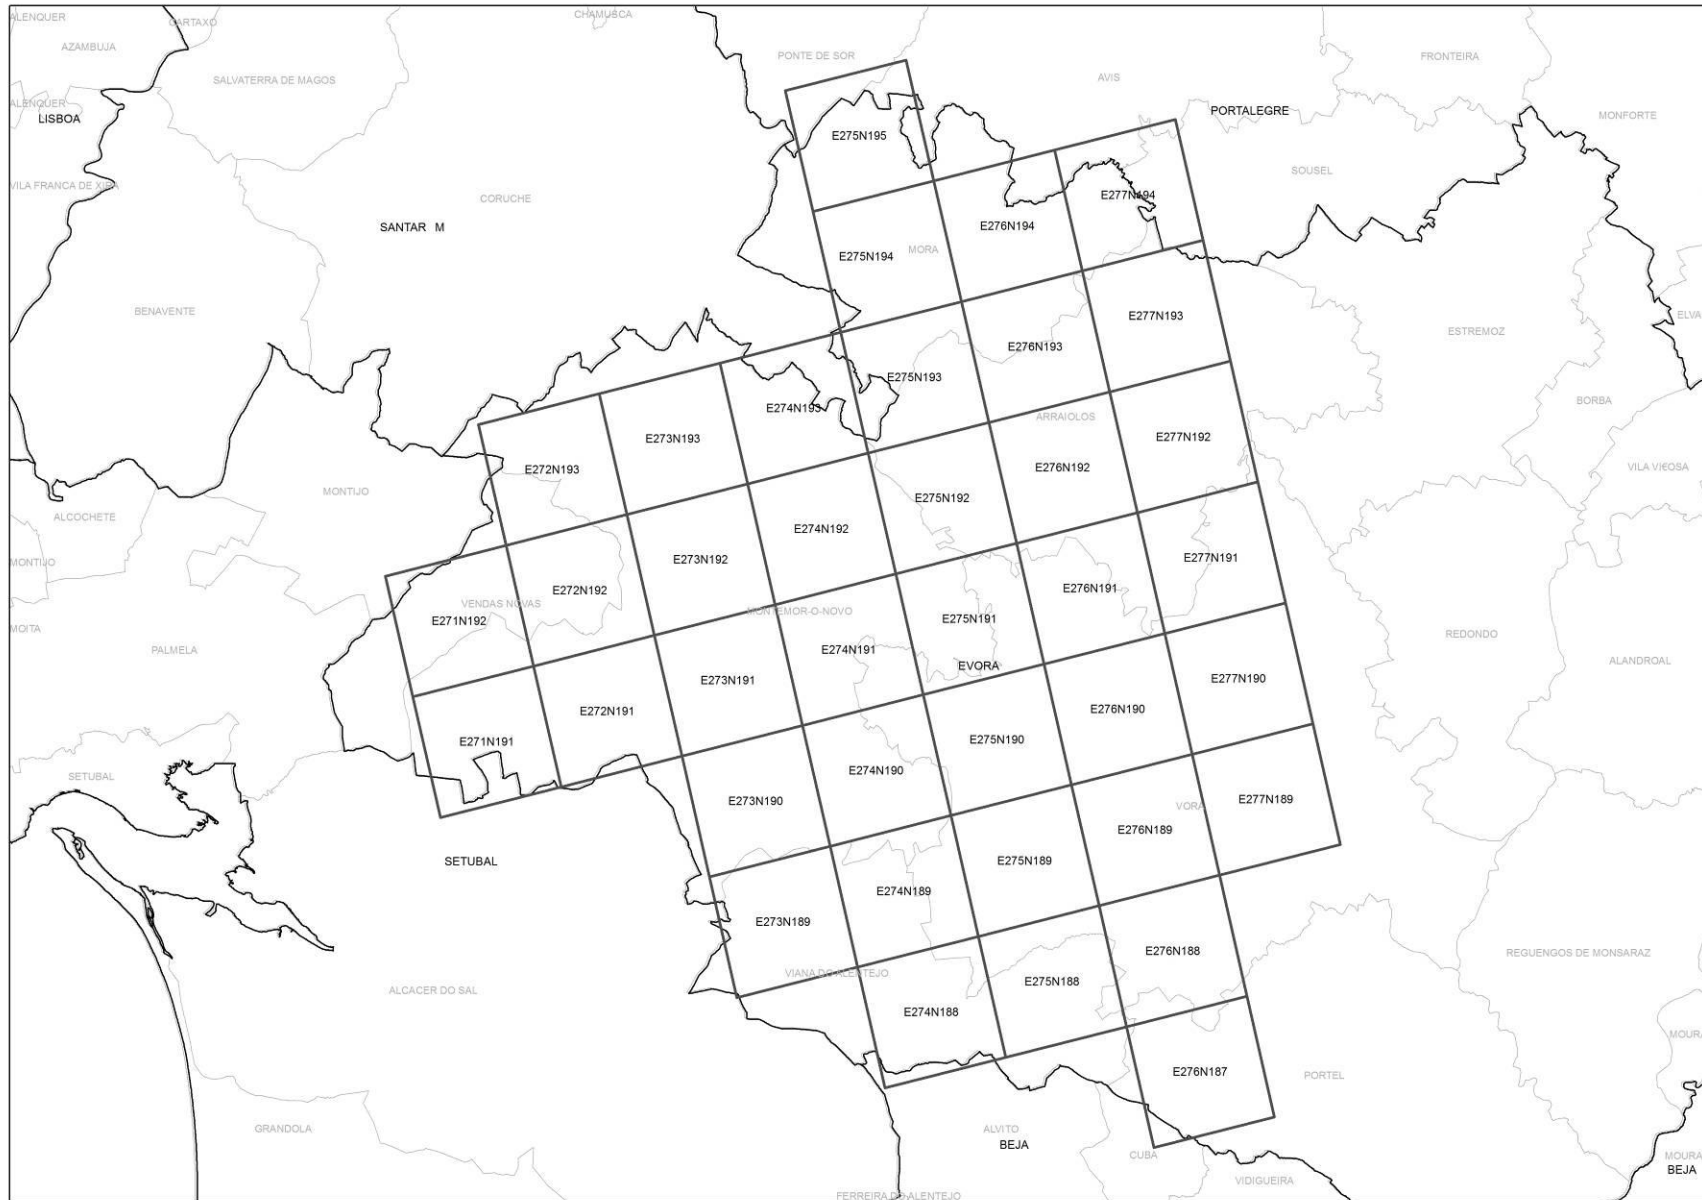 ALENQUER
CARTAXO
CHAMUSCA
AZAMBUJA
PONTE DE SOR
FRONTEIRA
SALVATERRA DE MAGOS
AVIS
ALENQUER
LISBOA
PORTALEGRE
MONFORTE
E275N195
SOUSEL
VILA FRANCA DE XIRA
CORUCHE
E277N194
SANTAR M
E276N194
E275N194
MORA
BENAVENTE
E277N193
ELVA
ESTREMOZ
E276N193
E275N193
E274N193
ARRAIOLOS
BORBA
E273N193
E277N192
E272N193
E276N192
VILA VI€OSA
MONTIJO
E275N192
ALCOCHETE
E274N192
MONTIJO
E273N192
E277N191
E272N192
E276N191
VENDAS NOVAS
MONTEMOR-O-NOVO
E271N192
E275N191
MOITA
REDONDO
PALMELA
E274N191
ALANDROAL
EVORA
E273N191
E277N190
E272N191
E276N190
E271N191
E275N190
SETUBAL
E274N190
E273N190
VORA
E277N189
E276N189
SETUBAL
E275N189
E274N189
E273N189
E276N188
REGUENGOS DE MONSARAZ
VIANA DO ALENTEJO
E275N188
ALCACER DO SAL
E274N188
MOURA
E276N187
PORTEL
GRANDOLA
ALVITO
BEJA
CUBA
MOURA
BEJA
VIDIGUEIRA
FERREIRA DO ALENTEJO